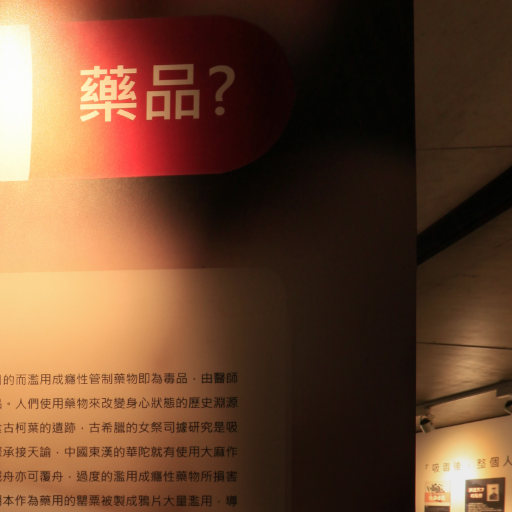 藥品?
的而濫用成癮性管制藥物即為毒品，由醫師
。人們使用藥物來改變身心狀態的歷史淵源
古柯葉的遺跡，古希臘的女祭司據研究是吸
承接天諭，中國東漢的華陀就有使用大麻作
舟亦可覆舟，過度的濫用成癮性藥物所損害
本作為藥用的罌粟被製成鴉片大量濫用，導
整個人